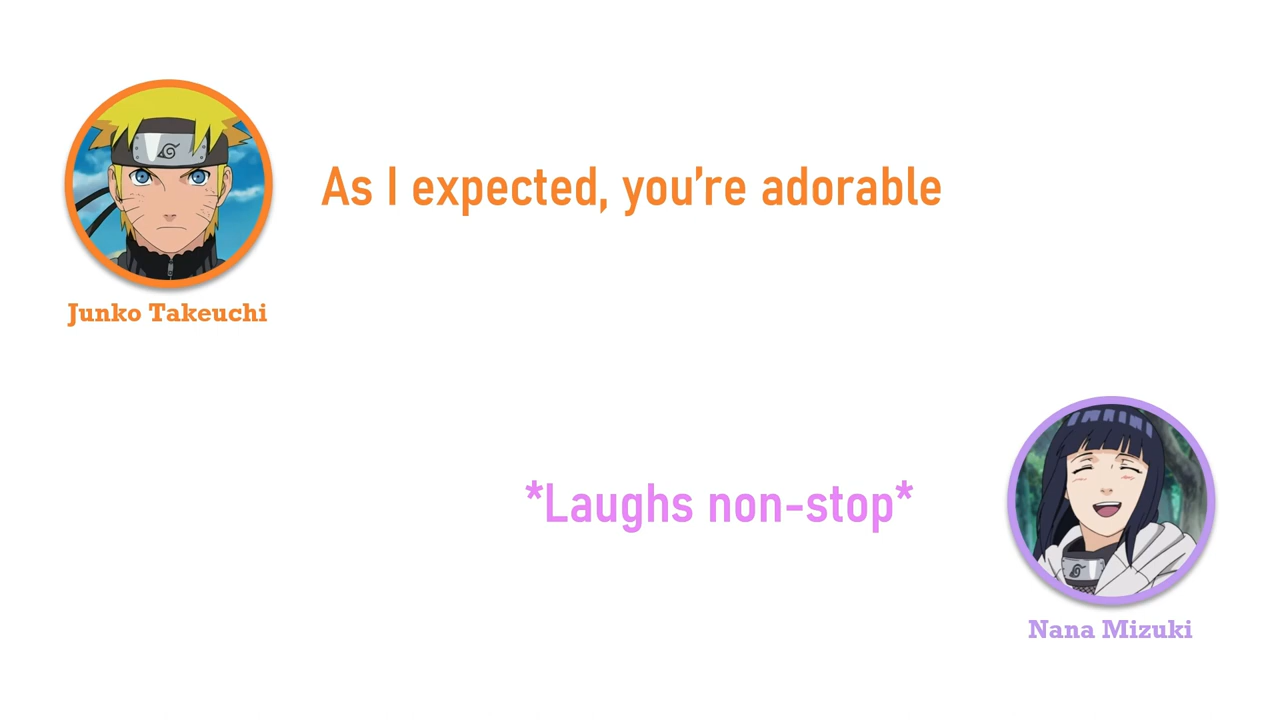 As I expected, you’re adorable
Junko Takeuchi
*Laughs non-stop*
Nana Mizuki